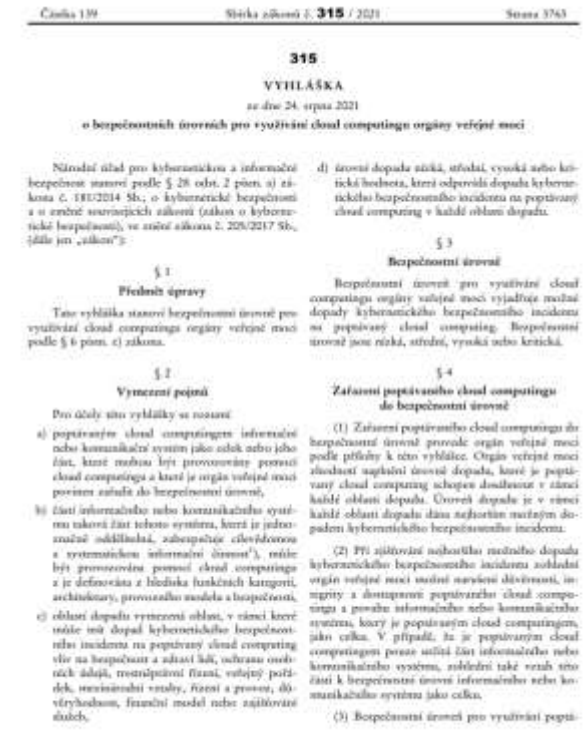 Částka 139
Sbírka zákonů č. 315 / 2021
Strana 3763
315
VYHLÁŠKA
ze dne 24. srpna 2021
o bezpečnostních úrovních pro využívání cloud computingu orgány veřejné moci
Národní úřad pro kybernetickou a informační
bezpečnost stanoví podle § 28 odst. 2 písm. a) zá-
kona č. 181/2014 Sb., o kybernetické bezpečnosti
a o změně souvisejících zákonů (zákon o kyberne-
tické bezpečnosti), ve znění zákona č. 205/2017 Sb.,
(dále jen „zákon"):
§ 1
Předmět úpravy
Tato vyhláška stanoví bezpečnostní úrovně pro
využívání cloud computingu orgány veřejné moci
podle § 6 písm. e) zákona.
§ 2
Vymezení pojmů
Pro účely této vyhlášky se rozumí
a) poptávaným cloud computingem informační
nebo komunikační systém jako celek nebo jeho
část, které mohou být provozovány pomocí
cloud computingu a které je orgán veřejné moci
povinen zařadit do bezpečnostní úrovně,
b) částí informačního nebo komunikačního systé-
mu taková část tohoto systému, která je jedno-
značně oddělitelná, zabezpečuje cílevědomou
a systematickou informační činnost¹), může
být provozována pomocí cloud computingu
a je definována z hlediska funkčních kategorií,
architektury, provozního modelu a bezpečnosti,
c) oblastí dopadu vymezená oblast, v rámci které
může mít dopad kybernetického bezpečnost-
ního incidentu na poptávaný cloud computing
vliv na bezpečnost a zdraví lidí, ochranu osob-
ních údajů, trestněprávní řízení, veřejný pořá-
dek, mezinárodní vztahy, řízení a provoz, dů-
věryhodnost, finanční model nebo zajišťování
služeb,
d) úrovní dopadu nízká, střední, vysoká nebo kri-
tická hodnota, která odpovídá dopadu kyberne-
tického bezpečnostního incidentu na poptávaný
cloud computing v každé oblasti dopadu.
§ 3
Bezpečnostní úrovně
Bezpečnostní úroveň pro využívání cloud
computingu orgány veřejné moci vyjadřuje možné
dopady kybernetického bezpečnostního incidentu
na poptávaný cloud computing. Bezpečnostní
úrovně jsou nízká, střední, vysoká nebo kritická.
§ 4
Zařazení poptávaného cloud computingu
do bezpečnostní úrovně
(1) Zařazení poptávaného cloud computingu do
bezpečnostní úrovně provede orgán veřejné moci
podle přílohy k této vyhlášce. Orgán veřejné moci
zhodnotí naplnění úrovně dopadu, které je poptá-
vaný cloud computing schopen dosáhnout v rámci
každé oblasti dopadu. Úroveň dopadu je v rámci
každé oblasti dopadu dána nejhorším možným do-
padem kybernetického bezpečnostního incidentu.
(2) Při zjišťování nejhoršího možného dopadu
kybernetického bezpečnostního incidentu zohlední
orgán veřejné moci možné narušení důvěrnosti, in-
tegrity a dostupnosti poptávaného cloud compu-
tingu a povahu informačního nebo komunikačního
systému, který je poptávaným cloud computingem,
jako celku. V případě, že je poptávaným cloud
computingem pouze určitá část informačního nebo
komunikačního systému, zohlední také vztah této
části k bezpečnostní úrovni informačního nebo ko-
munikačního systému jako celku.
(3) Bezpečnostní úroveň pro využívání poptá-